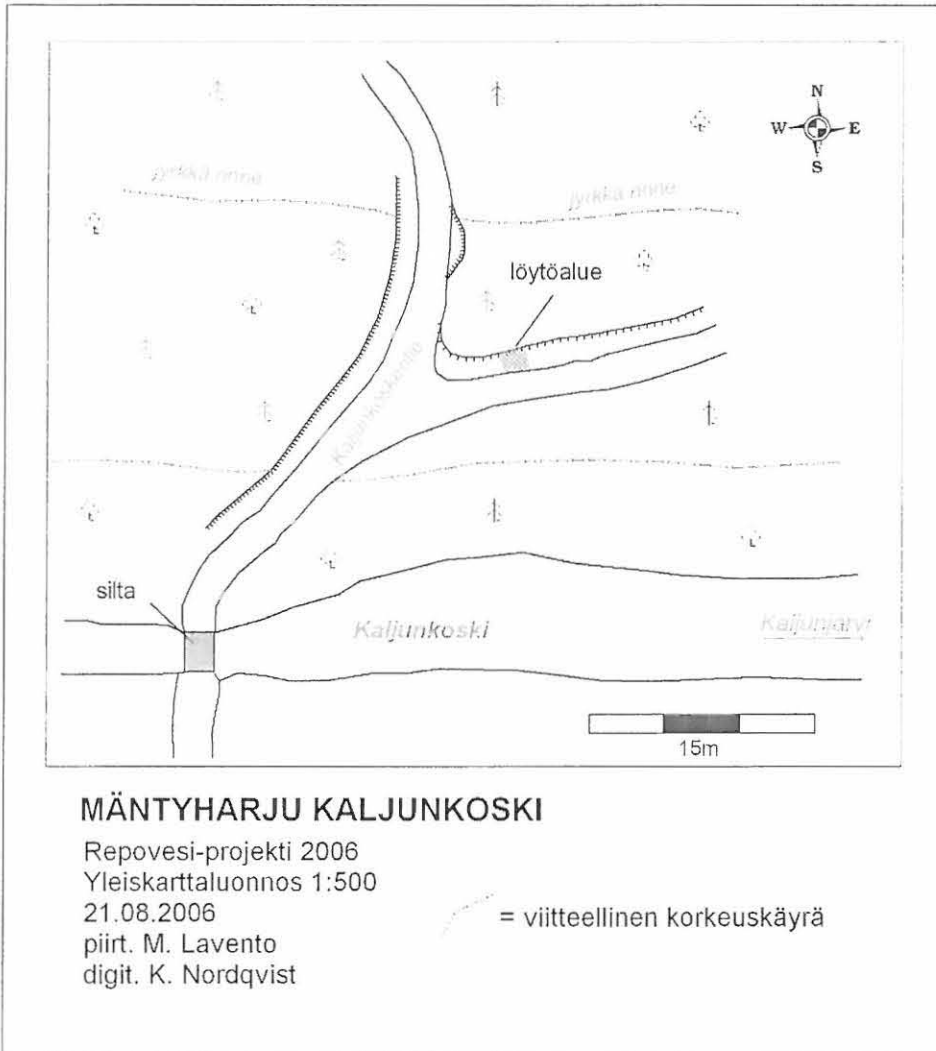 N
W E
S
jyrkkä rinne
jyrkkä rinne
löytöalue
Kaljunkoskentie
silta
Kaljunkoski
Kaljunjärvi
15m
MÄNTYHARJU KALJUNKOSKI
Repovesi-projekti 2006
Yleiskarttaluonnos 1:500
21.08.2006
= viitteellinen korkeuskäyrä
piirt. M. Lavento
digit. K. Nordqvist